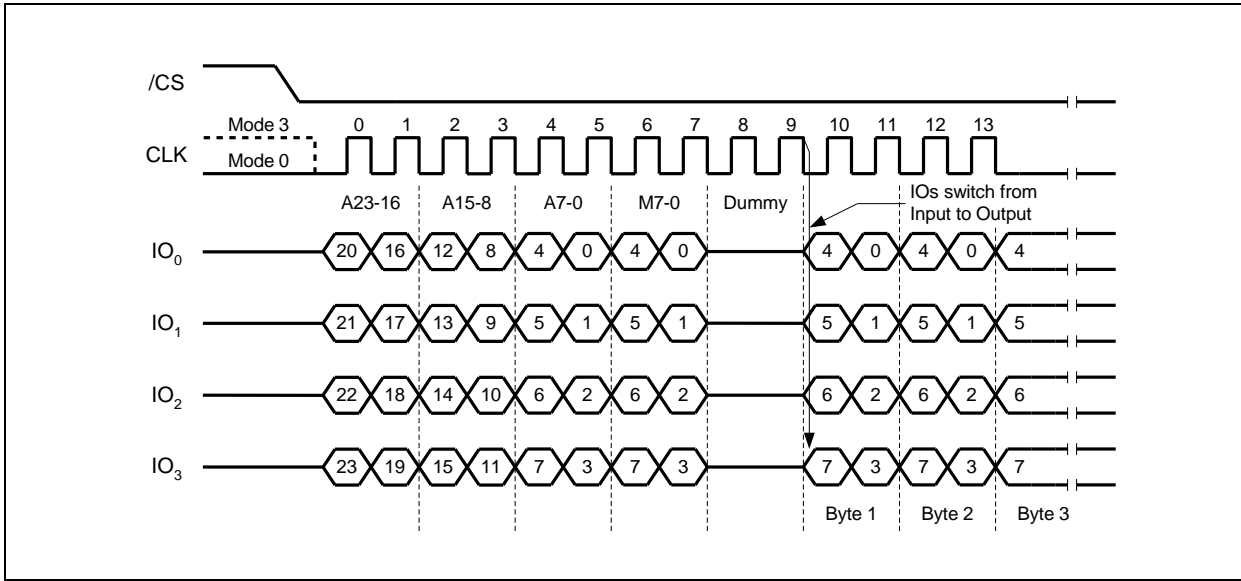 /CS
Mode 3 0 1 2 3 4 5 6 7 8 9 10 11 12 13
CLK
Mode 0
A23-16 A15-8 A7-0 M7-0 Dummy
IOs switch from
Input to Output
IO0 20 16 12 8 4 0 4 0 4 0 4 0 4
IO1 21 17 13 9 5 1 5 1 5 1 5 1 5
IO2 22 18 14 10 6 2 6 2 6 2 6 2 6
IO3 23 19 15 11 7 3 7 3 7 3 7 3 7
Byte 1 Byte 2 Byte 3